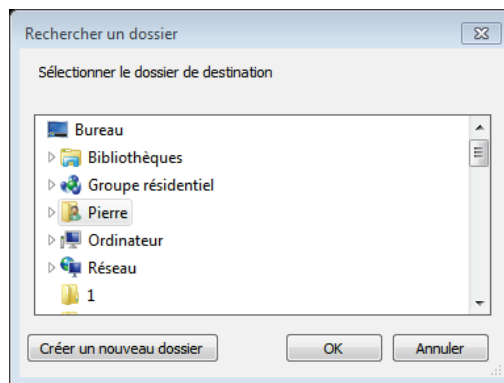 Rechercher un dossier
Sélectionner le dossier de destination
Bureau
Bibliothèques
Groupe résidentiel
Pierre
Ordinateur
Réseau
1
Créer un nouveau dossier OK Annuler